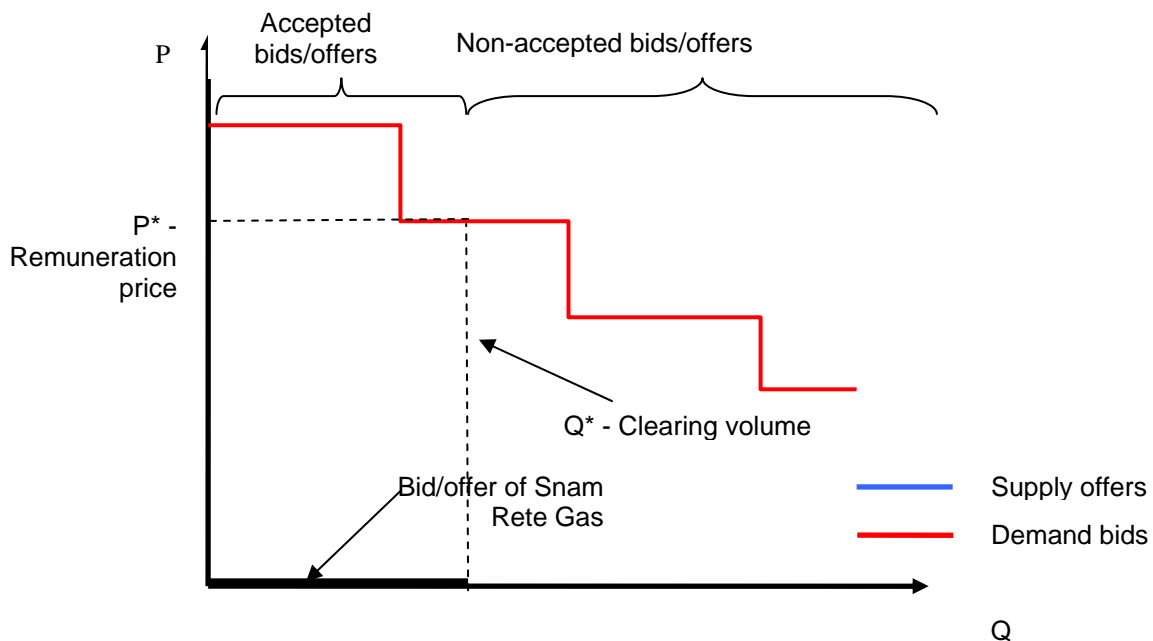 Accepted
bids/offers
Non-accepted bids/offers
P
P* -
Remuneration
price
Q* - Clearing volume
Bid/offer of Snam
Rete Gas
Supply offers
Demand bids
Q